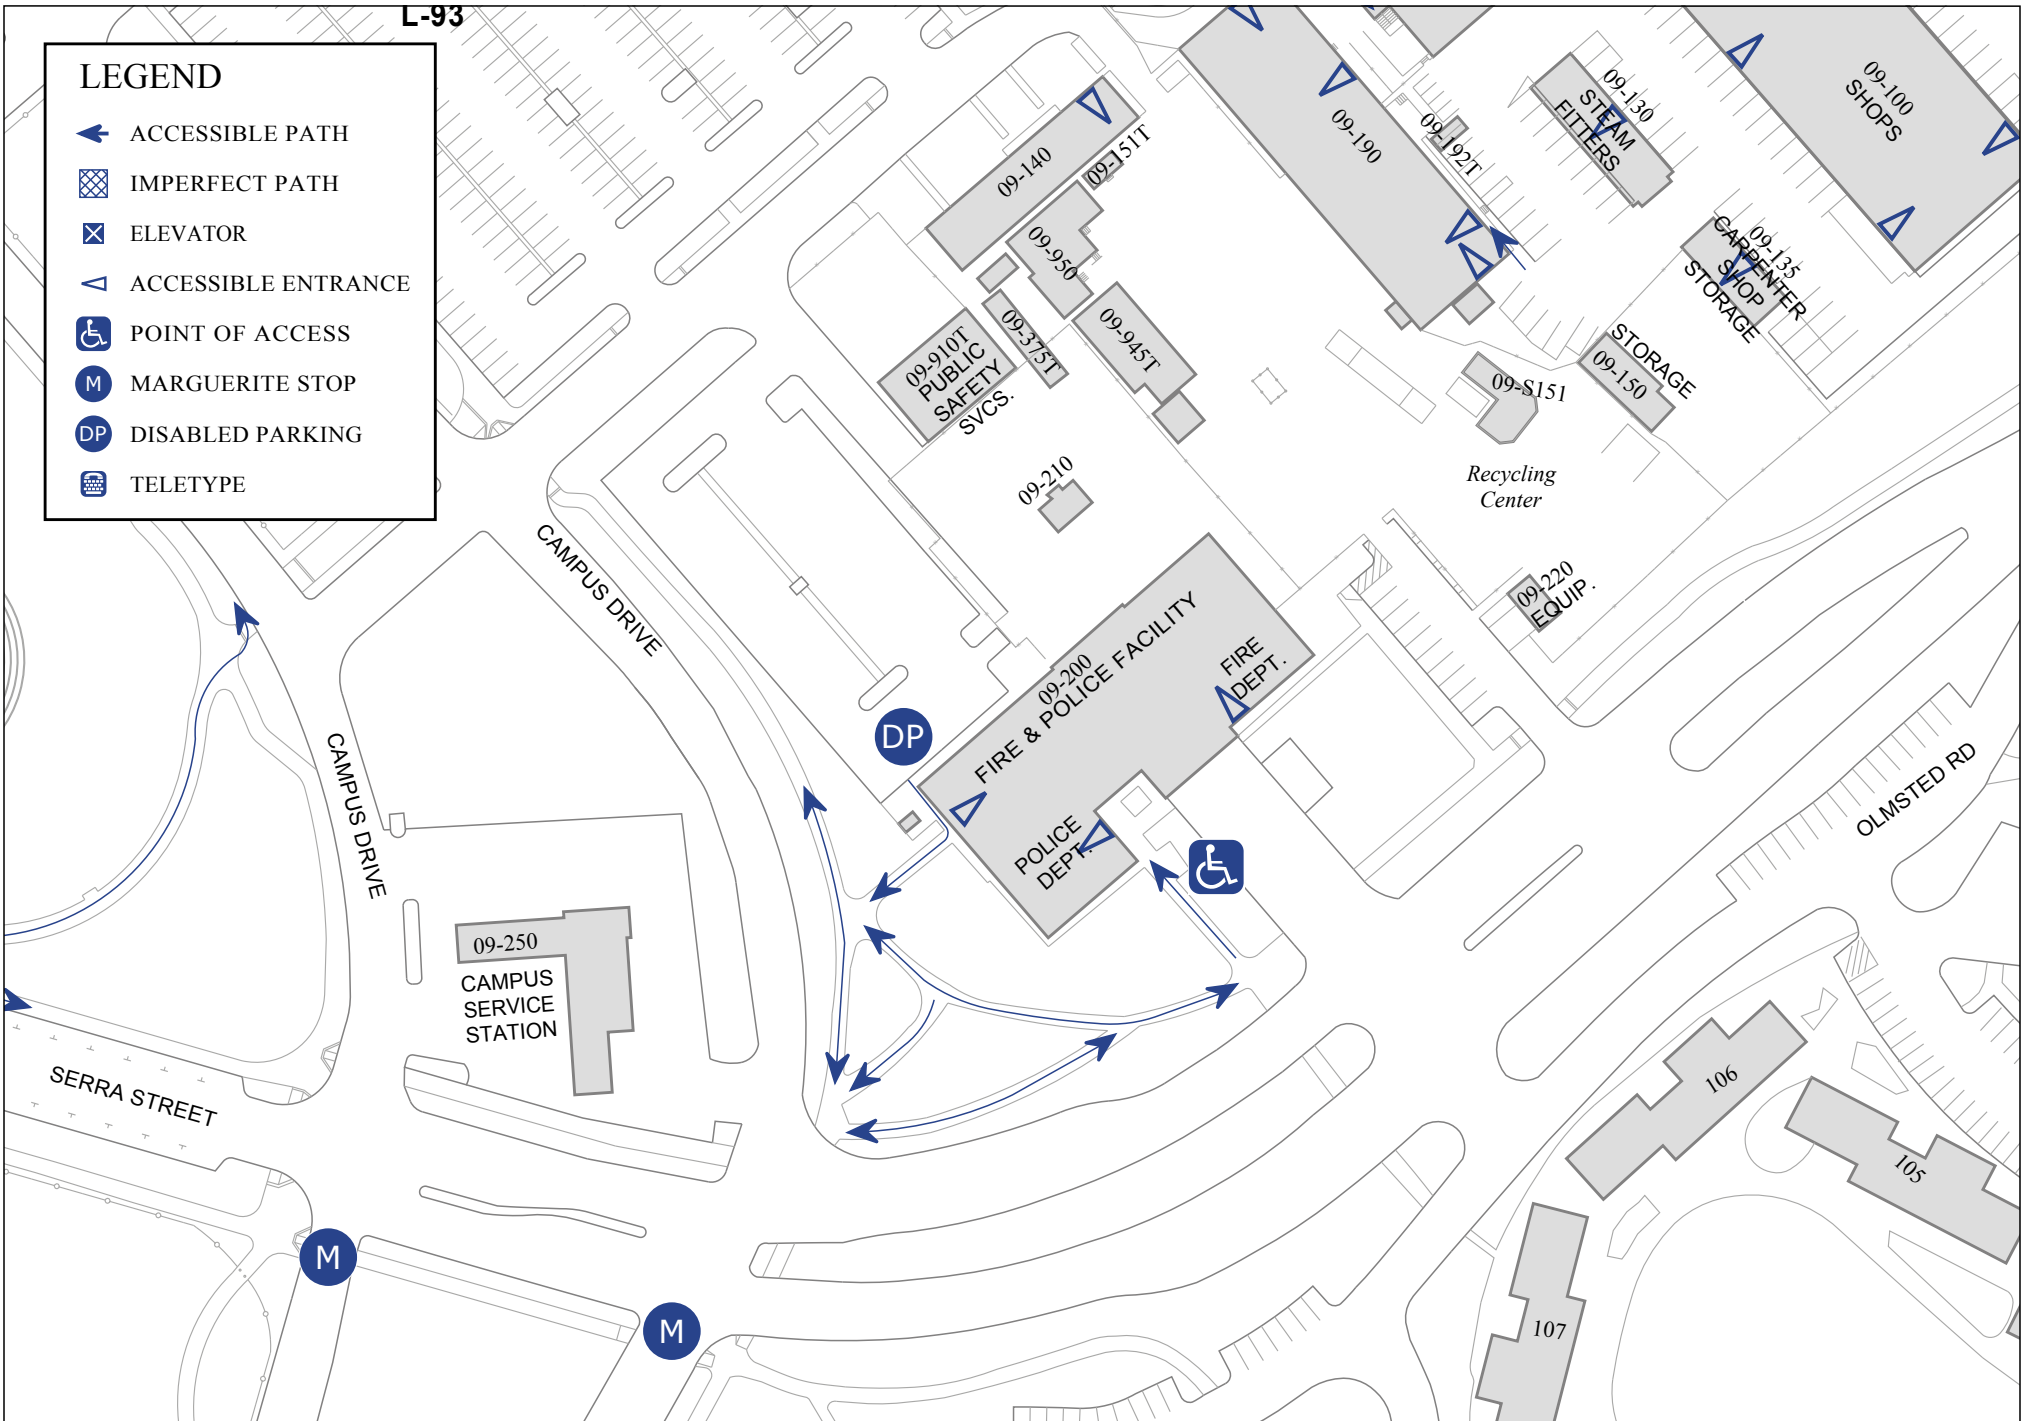 L-93
LEGEND
ACCESSIBLE PATH
IMPERFECT PATH
ELEVATOR
ACCESSIBLE ENTRANCE
POINT OF ACCESS
M
MARGUERITE STOP
DP
DISABLED PARKING
TELETYPE
09-140
09-151T
09-190
09-192T
09-130
STEAM
FITTERS
09-100
SHOPS
09-950
09-375T
09-945T
09-910T
PUBLIC
SAFETY
SVCS.
09-135
CARPENTER
SHOP
STORAGE
STORAGE
09-150
09-S151
Recycling
Center
09-210
09-220
EQUIP.
CAMPUS DRIVE
09-200
FIRE & POLICE FACILITY
FIRE
DEPT.
POLICE
DEPT.
DP
CAMPUS DRIVE
OLMSTED RD
09-250
CAMPUS
SERVICE
STATION
SERRA STREET
106
105
107
M
M